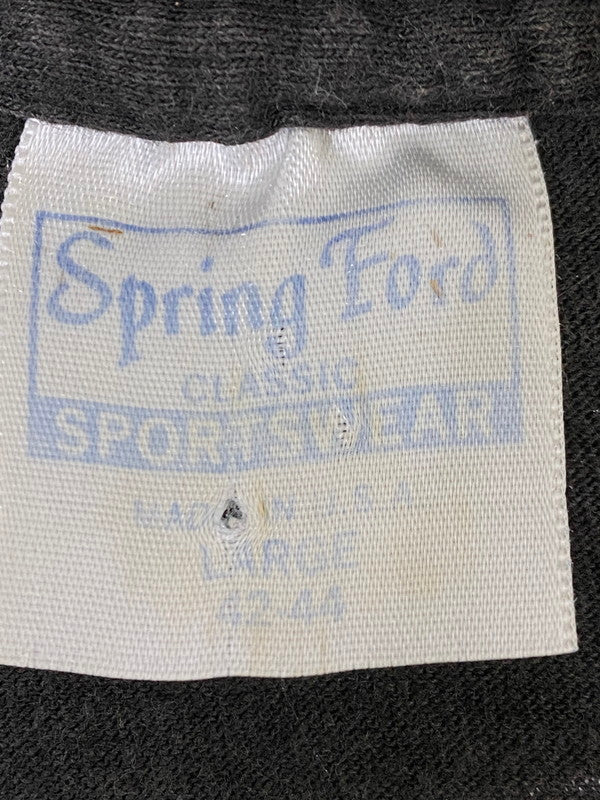 Spring Ford
CLASSIC
SPORTSWEAR
MADE IN U.S.A
LARGE
42-44